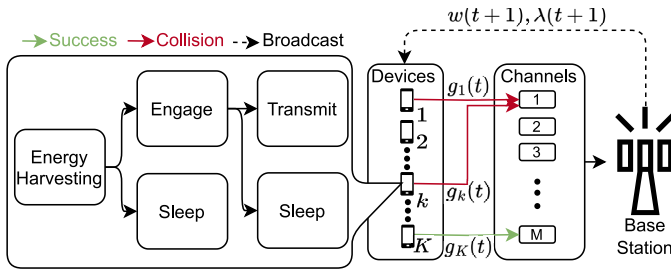 w(t+1), λ(t+1)
Success Collision Broadcast
Devices
Channels
Energy
Harvesting
Engage
Transmit
Sleep
Sleep
1
2
k
K
g₁(t)
gₖ(t)
g_K(t)
1
2
3
M
Base
Station